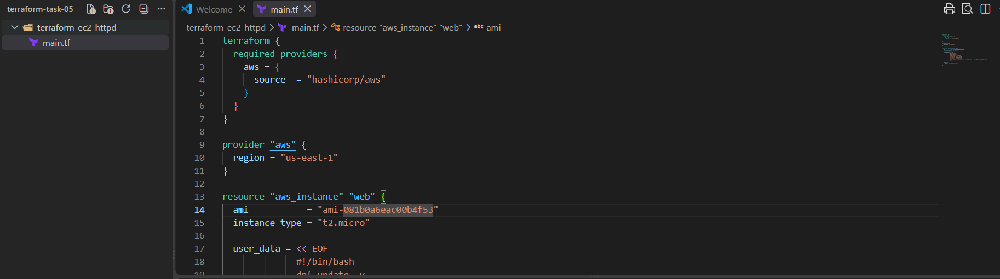 terraform-task-05
Welcome
main.tf
terraform-ec2-httpd
main.tf
terraform-ec2-httpd > main.tf > resource "aws_instance" "web" > abc ami
1 terraform {
2   required_providers {
3     aws = {
4       source  = "hashicorp/aws"
5     }
6   }
7 }
8
9 provider "aws" {
10   region = "us-east-1"
11 }
12
13 resource "aws_instance" "web" {
14   ami           = "ami-081b0a6eac00b4f53"
15   instance_type = "t2.micro"
16
17   user_data = <<-EOF
18               #!/bin/bash
19               dnf update -y